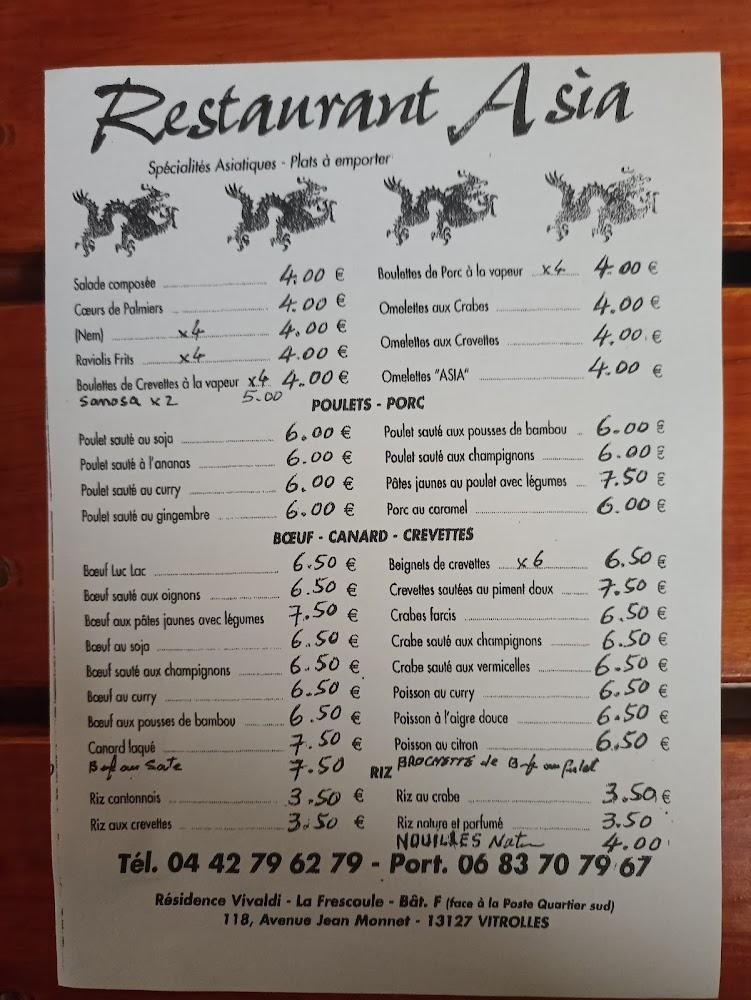 Restaurant Asia
Spécialités Asiatiques - Plats à emporter
Salade composée 4.00 €
Cœurs de Palmiers 4.00 €
(Nem) x4 4,00 €
Raviolis Frits x4 4.00 €
Boulettes de Crevettes à la vapeur x4 4.00 €
Samosa x2 5.00
Boulettes de Porc à la vapeur x4 4.00 €
Omelettes aux Crabes 4.00 €
Omelettes aux Crevettes 4.00 €
Omelettes "ASIA" 4.00 €
POULETS - PORC
Poulet sauté au soja 6.00 €
Poulet sauté à l'ananas 6.00 €
Poulet sauté au curry 6.00 €
Poulet sauté au gingembre 6.00 €
Poulet sauté aux pousses de bambou 6.00 €
Poulet sauté aux champignons 6.00 €
Pâtes jaunes au poulet avec légumes 7.50 €
Porc au caramel 6.00 €
BŒUF - CANARD - CREVETTES
Bœuf Luc Lac 6.50 €
Bœuf sauté aux oignons 6.50 €
Bœuf aux pâtes jaunes avec légumes 7.50 €
Bœuf au soja 6.50 €
Bœuf sauté aux champignons 6.50 €
Bœuf au curry 6.50 €
Bœuf aux pousses de bambou 6.50 €
Canard laqué 7.50 €
Bœf au Sate 7.50
Beignets de crevettes x6 6.50 €
Crevettes sautées au piment doux 7.50 €
Crabes farcis 6.50 €
Crabe sauté aux champignons 6.50 €
Crabe sauté aux vermicelles 6.50 €
Poisson au curry 6.50 €
Poisson à l'aigre douce 6.50 €
Poisson au citron 6.50 €
BROCHETTE de
RIZ
Riz cantonnais 3.50 €
Riz aux crevettes 3.50 €
Riz au crabe 3.50 €
Riz nature et parfumé 3.50
NOUILLES Natur 4.00
Tél. 04 42 79 62 79 - Port. 06 83 70 79 67
Résidence Vivaldi - La Frescoule - Bât. F (face à la Poste Quartier sud)
118, Avenue Jean Monnet - 13127 VITROLLES